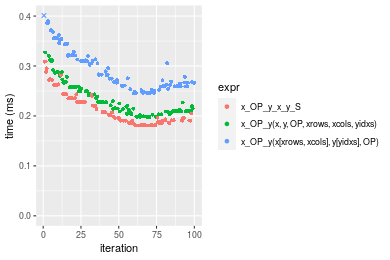 0.4
0.3
0.2
0.1
0.0
time (ms)
0
25
50
75
100
iteration
expr
x_OP_y_x_y_S
x_OP_y(x, y, OP, xrows, xcols, yidxs)
x_OP_y(x[xrows, xcols], y[yidxs], OP)